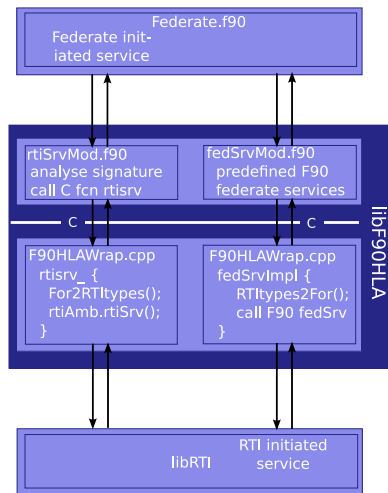 Federate.f90
Federate init-
iated service
rtiSrvMod.f90
analyse signature
call C fcn rtisrv
fedSrvMod.f90
predefined F90
federate services
C
C
libF90HLA
F90HLAWrap.cpp
rtisrv_ {
For2RTItypes();
rtiAmb.rtiSrv();
}
F90HLAWrap.cpp
fedSrvImpl {
RTItypes2For();
call F90 fedSrv
}
libRTI
RTI initiated
service